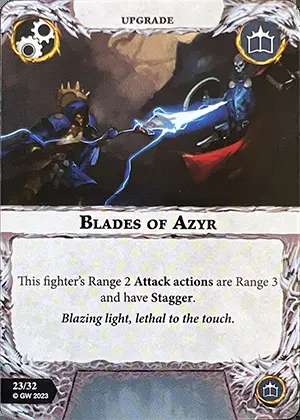 UPGRADE
BLADES OF AZYR
This fighter's Range 2 Attack actions are Range 3
and have Stagger.
Blazing light, lethal to the touch.
23/32
© GW 2023